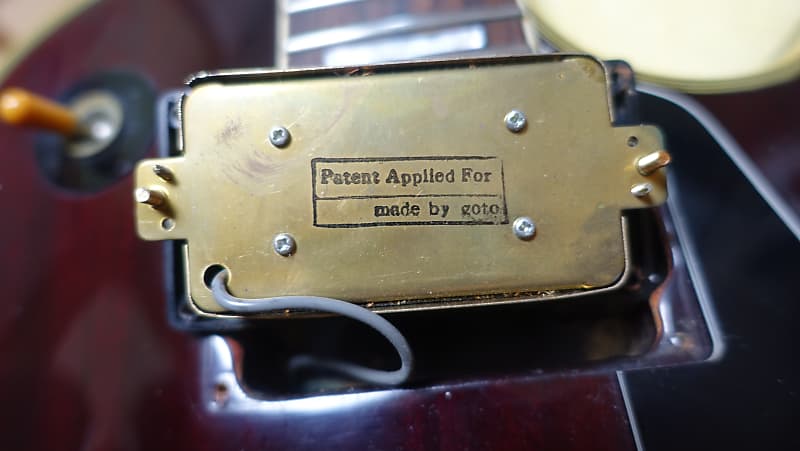 Patent Applied For
made by goto